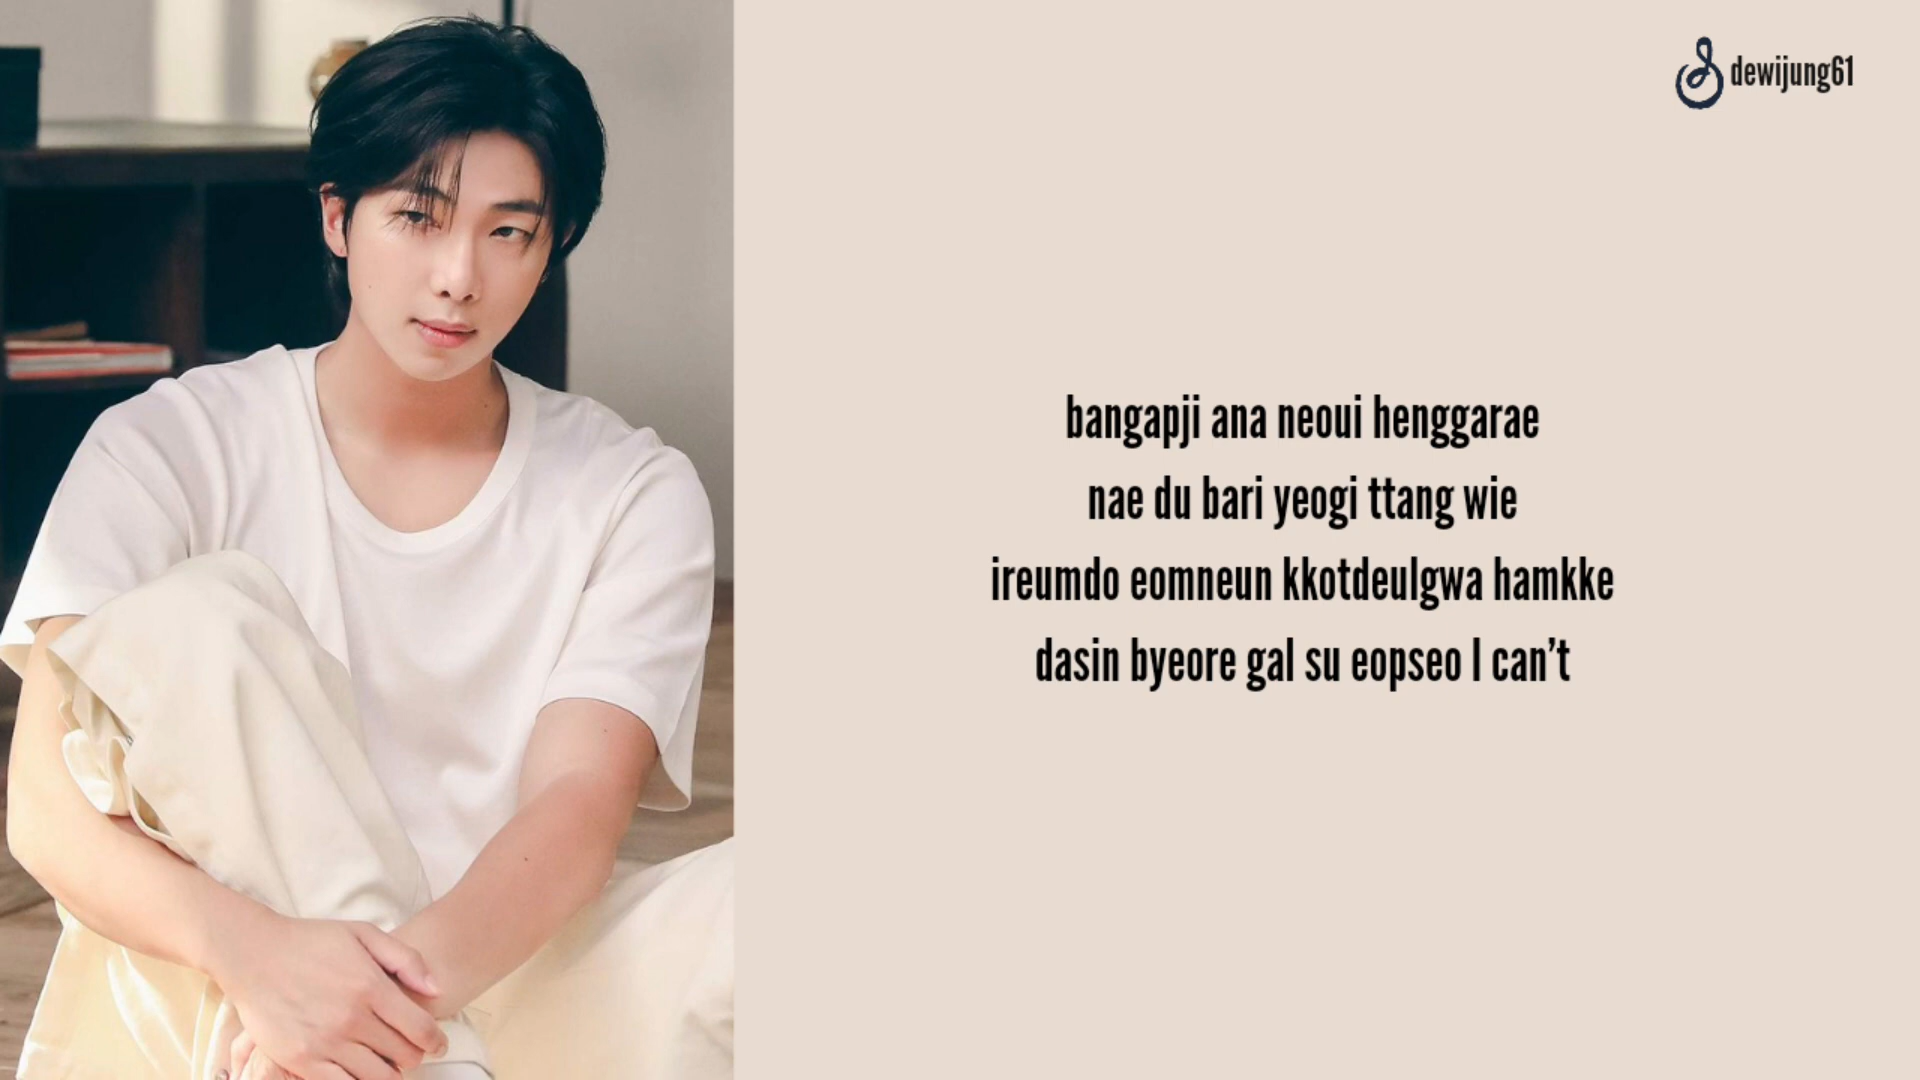 dewijung61
bangapji ana neoui henggarae
nae du bari yeogi ttang wie
ireumdo eomneun kkotdeulgwa hamkke
dasin byeore gal su eopseo I can’t